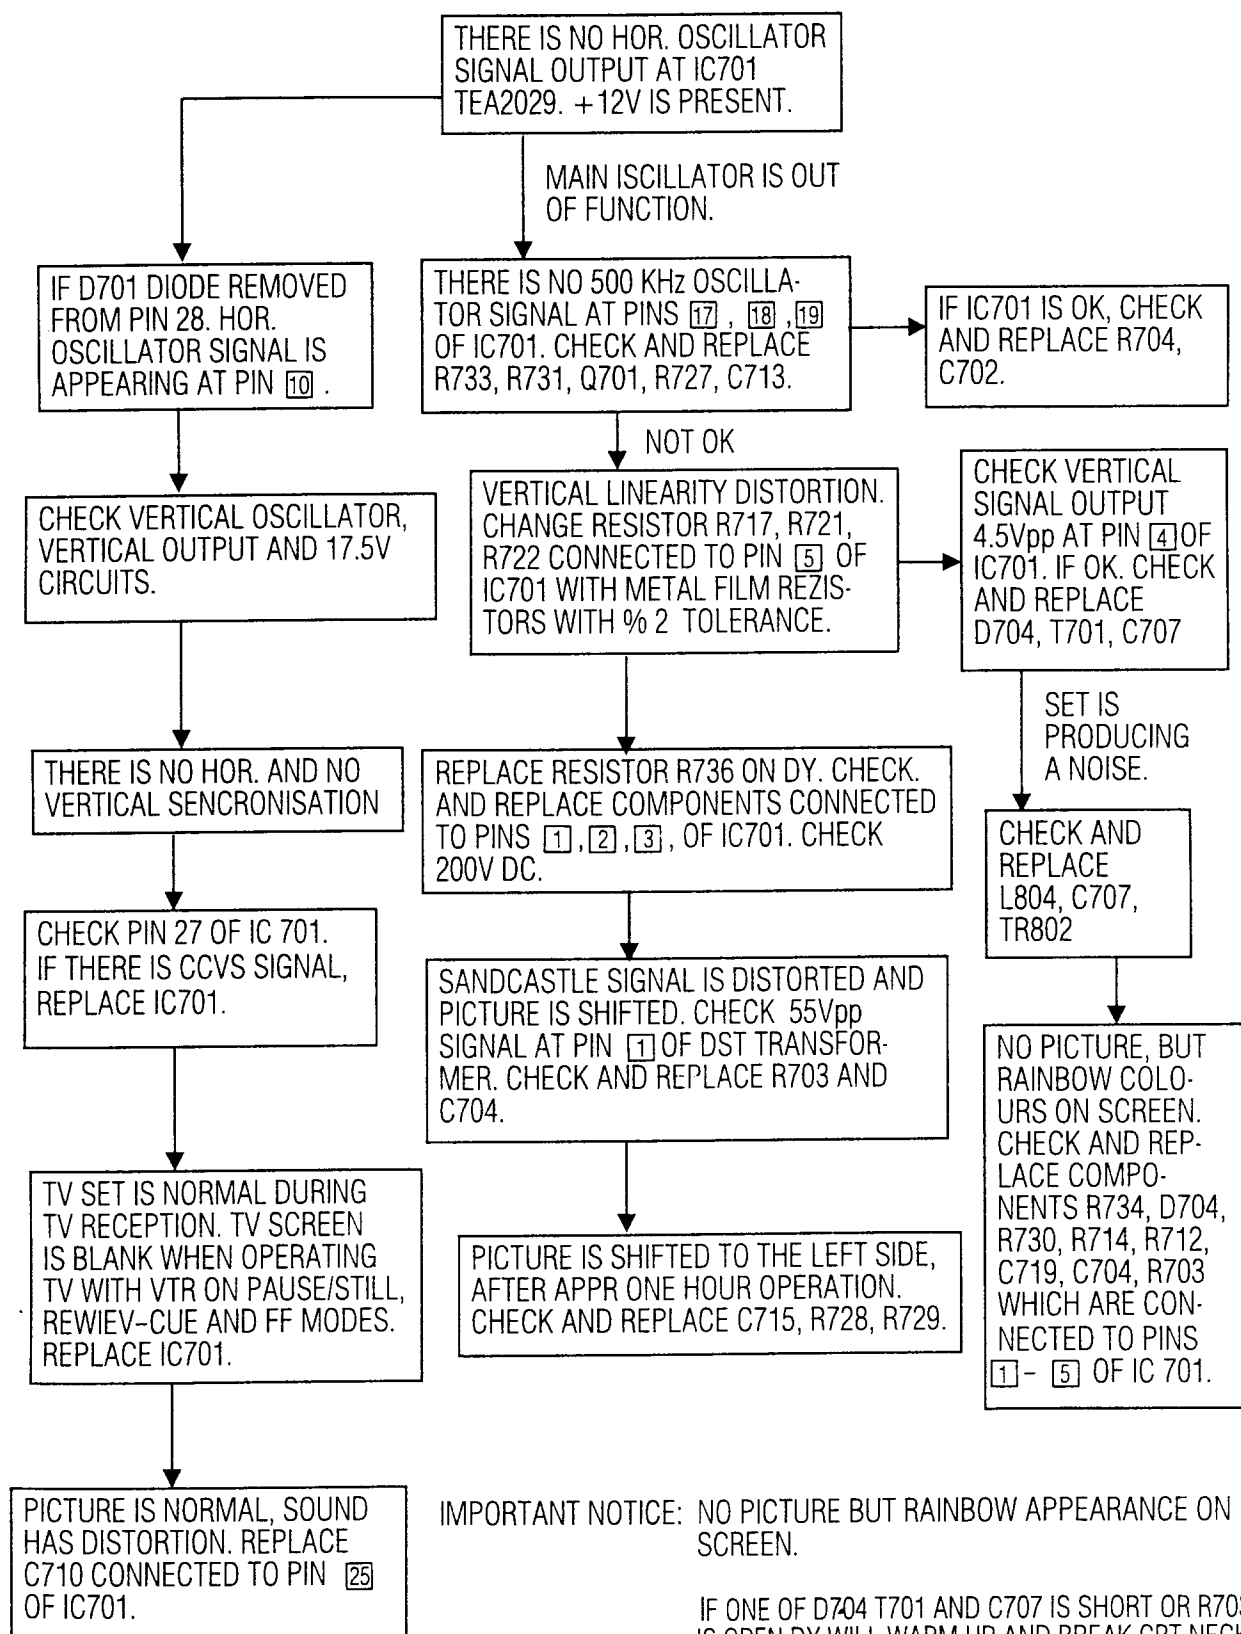 THERE IS NO HOR. OSCILLATOR
SIGNAL OUTPUT AT IC701
TEA2029. +12V IS PRESENT.
MAIN ISCILLATOR IS OUT
OF FUNCTION.
IF D701 DIODE REMOVED
FROM PIN 28. HOR.
OSCILLATOR SIGNAL IS
APPEARING AT PIN 10 .
THERE IS NO 500 KHz OSCILLA-
TOR SIGNAL AT PINS 17 , 18 ,19
OF IC701. CHECK AND REPLACE
R733, R731, Q701, R727, C713.
IF IC701 IS OK, CHECK
AND REPLACE R704,
C702.
NOT OK
CHECK VERTICAL OSCILLATOR,
VERTICAL OUTPUT AND 17.5V
CIRCUITS.
VERTICAL LINEARITY DISTORTION.
CHANGE RESISTOR R717, R721,
R722 CONNECTED TO PIN 5 OF
IC701 WITH METAL FILM REZIS-
TORS WITH % 2 TOLERANCE.
CHECK VERTICAL
SIGNAL OUTPUT
4.5Vpp AT PIN 4 OF
IC701. IF OK. CHECK
AND REPLACE
D704, T701, C707
SET IS
PRODUCING
A NOISE.
THERE IS NO HOR. AND NO
VERTICAL SENCRONISATION
REPLACE RESISTOR R736 ON DY. CHECK.
AND REPLACE COMPONENTS CONNECTED
TO PINS 1 , 2 , 3 , OF IC701. CHECK
200V DC.
CHECK AND
REPLACE
L804, C707,
TR802
CHECK PIN 27 OF IC 701.
IF THERE IS CCVS SIGNAL,
REPLACE IC701.
SANDCASTLE SIGNAL IS DISTORTED AND
PICTURE IS SHIFTED. CHECK 55Vpp
SIGNAL AT PIN 1 OF DST TRANSFOR-
MER. CHECK AND REPLACE R703 AND
C704.
NO PICTURE, BUT
RAINBOW COLO-
URS ON SCREEN.
CHECK AND REP-
LACE COMPO-
NENTS R734, D704,
R730, R714, R712,
C719, C704, R703
WHICH ARE CON-
NECTED TO PINS
1 - 5 OF IC 701.
TV SET IS NORMAL DURING
TV RECEPTION. TV SCREEN
IS BLANK WHEN OPERATING
TV WITH VTR ON PAUSE/STILL,
REWIEV-CUE AND FF MODES.
REPLACE IC701.
PICTURE IS SHIFTED TO THE LEFT SIDE,
AFTER APPR ONE HOUR OPERATION.
CHECK AND REPLACE C715, R728, R729.
PICTURE IS NORMAL, SOUND
HAS DISTORTION. REPLACE
C710 CONNECTED TO PIN 25
OF IC701.
IMPORTANT NOTICE: NO PICTURE BUT RAINBOW APPEARANCE ON
SCREEN.
IF ONE OF D704 T701 AND C707 IS SHORT OR R703
IS OPEN DY WILL WARM UP AND BREAK CRT NECK